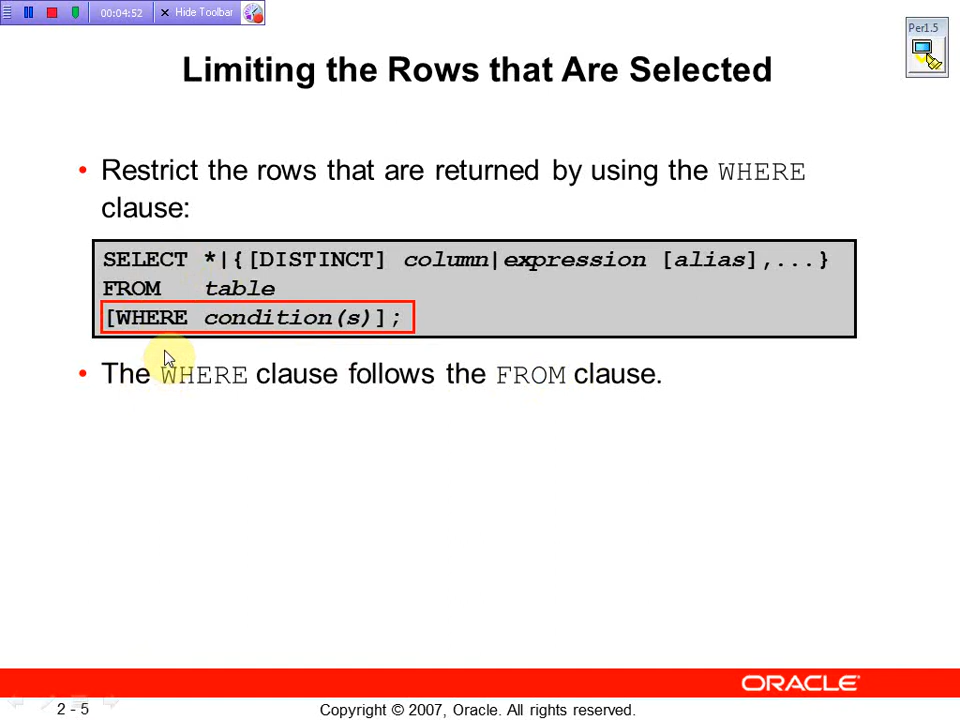 00:04:52 Hide Toolbar
Per1.5
Limiting the Rows that Are Selected
• Restrict the rows that are returned by using the WHERE
clause:
SELECT *|{[DISTINCT] column|expression [alias],...}
FROM table
[WHERE condition(s)];
• The WHERE clause follows the FROM clause.
ORACLE
2 - 5
Copyright © 2007, Oracle. All rights reserved.